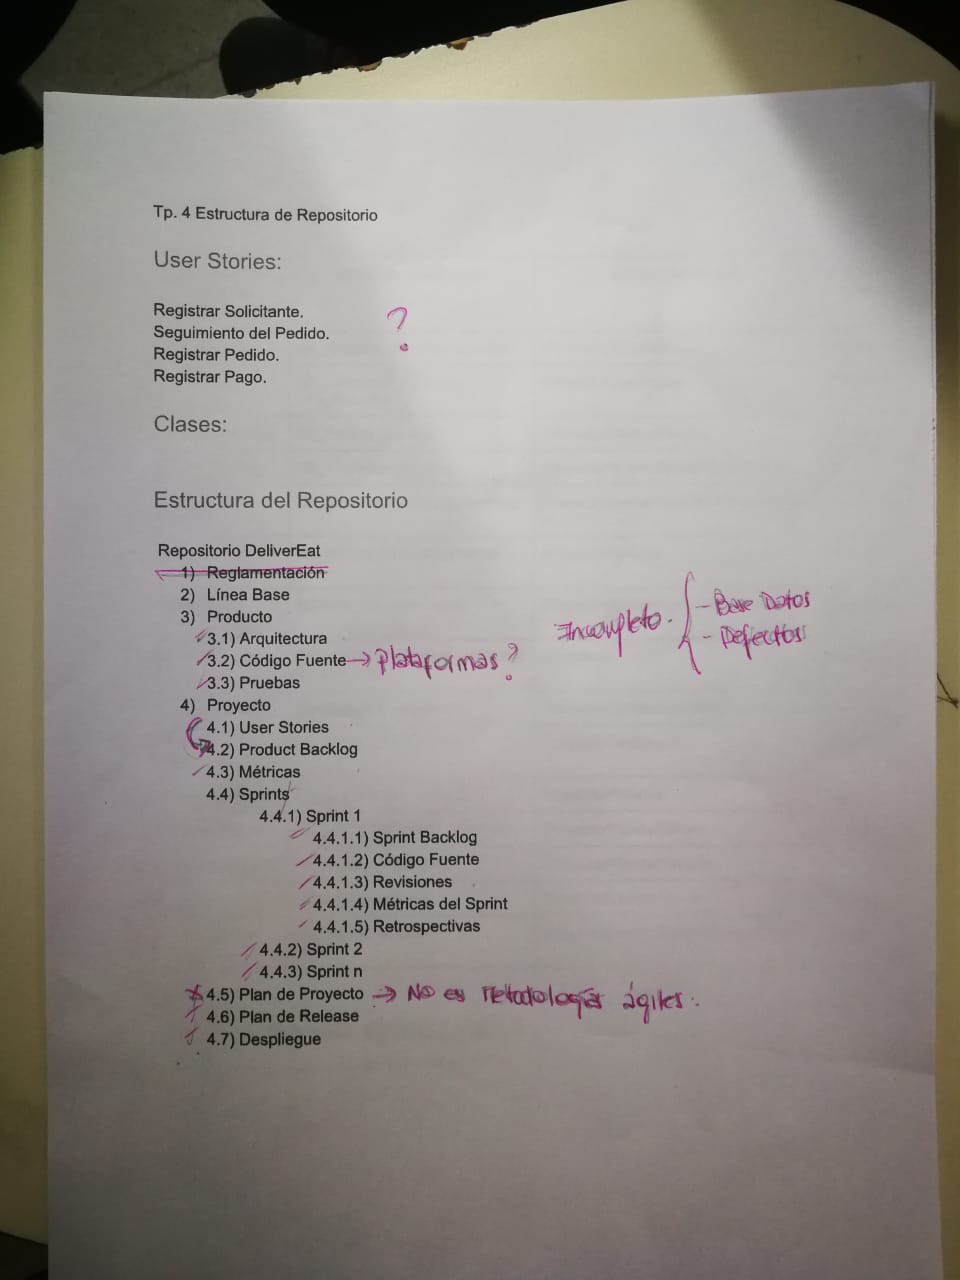 Tp. 4 Estructura de Repositorio
User Stories:
Registrar Solicitante.
Seguimiento del Pedido.
?
Registrar Pedido.
Registrar Pago.
Clases:
Estructura del Repositorio
Repositorio DeliverEat
1) Reglamentación
2) Línea Base
3) Producto
Incompleto. { - Base Datos
- Defectos
3.1) Arquitectura
3.2) Código Fuente → Plataformas?
3.3) Pruebas
4) Proyecto
4.1) User Stories
4.2) Product Backlog
4.3) Métricas
4.4) Sprints
4.4.1) Sprint 1
4.4.1.1) Sprint Backlog
4.4.1.2) Código Fuente
4.4.1.3) Revisiones
4.4.1.4) Métricas del Sprint
4.4.1.5) Retrospectivas
4.4.2) Sprint 2
4.4.3) Sprint n
4.5) Plan de Proyecto → No es metodologías ágiles.
4.6) Plan de Release
4.7) Despliegue